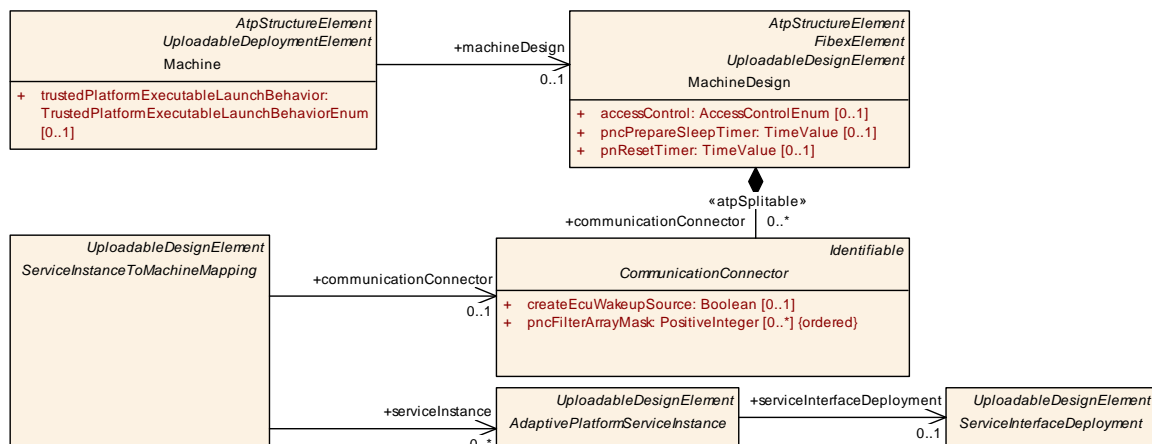 AtpStructureElement
UploadableDeploymentElement
Machine
+ trustedPlatformExecutableLaunchBehavior:
TrustedPlatformExecutableLaunchBehaviorEnum
[0..1]
+machineDesign
0..1
AtpStructureElement
FibexElement
UploadableDesignElement
MachineDesign
+ accessControl: AccessControlEnum [0..1]
+ pncPrepareSleepTimer: TimeValue [0..1]
+ pnResetTimer: TimeValue [0..1]
«atpSplitable»
+communicationConnector 0..*
UploadableDesignElement
ServiceInstanceToMachineMapping
+communicationConnector
0..1
Identifiable
CommunicationConnector
+ createEcuWakeupSource: Boolean [0..1]
+ pncFilterArrayMask: PositiveInteger [0..*] {ordered}
+serviceInstance
0..*
UploadableDesignElement
AdaptivePlatformServiceInstance
+serviceInterfaceDeployment
0..1
UploadableDesignElement
ServiceInterfaceDeployment